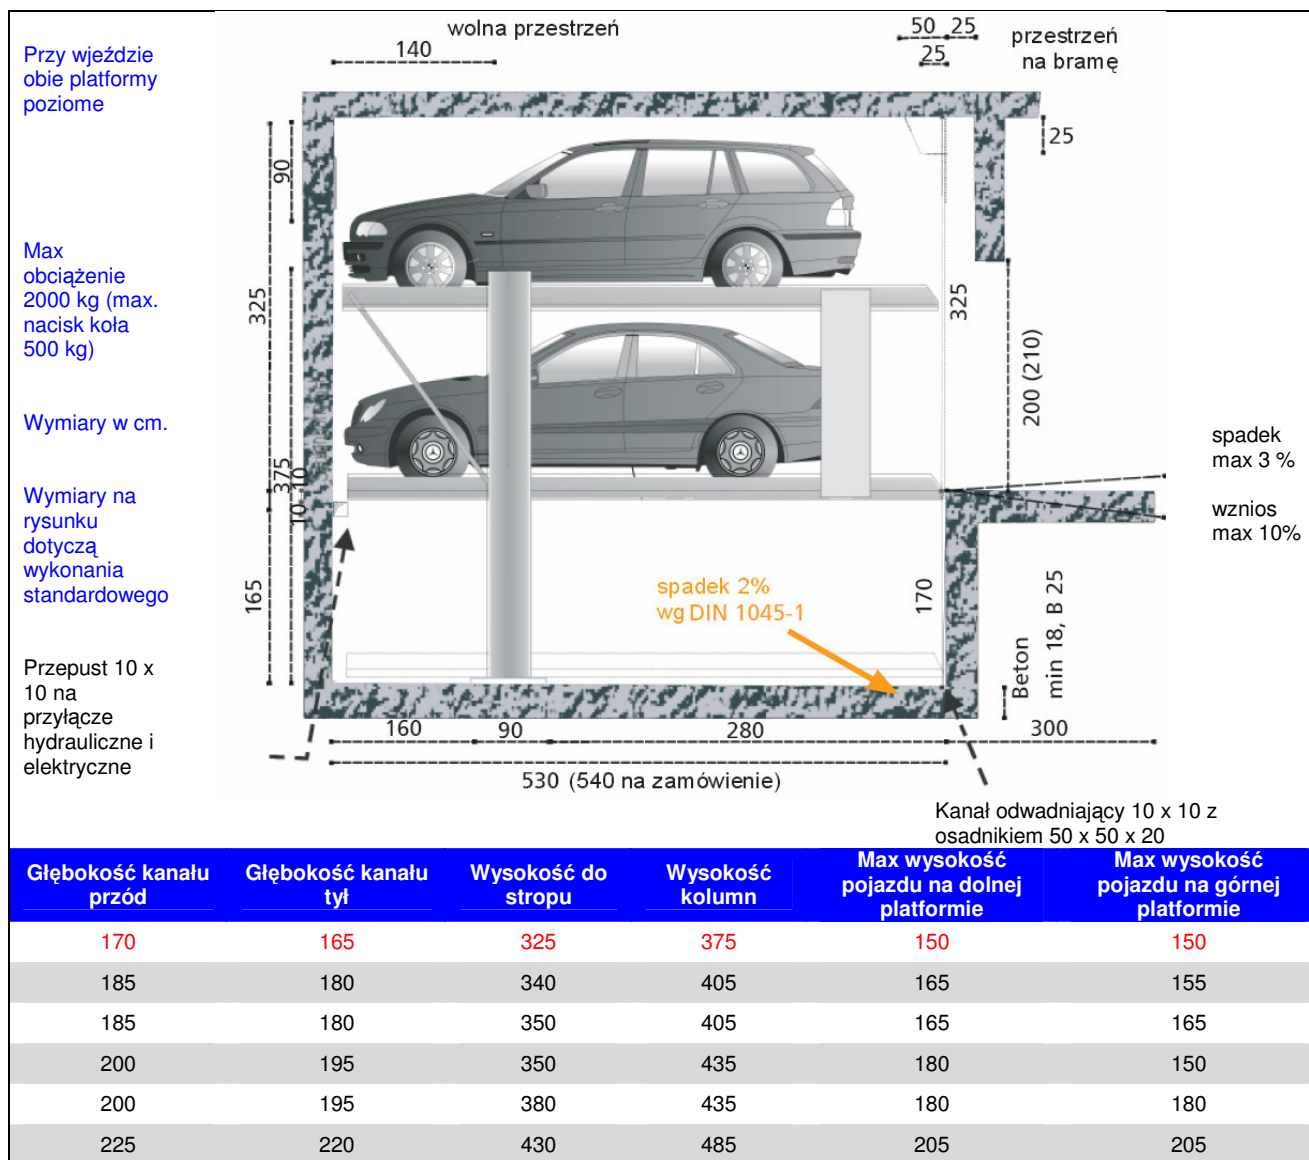 Przy wjeździe
obie platformy
poziome
Max
obciążenie
2000 kg (max.
nacisk koła
500 kg)
Wymiary w cm.
Wymiary na
rysunku
dotyczą
wykonania
standardowego
Przepust 10 x
10 na
przyłącze
hydrauliczne i
elektryczne
wolna przestrzeń
140
50 25
25
przestrzeń
na bramę
25
90
325
375
10 10
165
325
200 (210)
spadek
max 3 %
wznios
max 10%
spadek 2%
wg DIN 1045-1
170
Beton
min 18, B 25
160 90 280 300
530 (540 na zamówienie)
Kanał odwadniający 10 x 10 z
osadnikiem 50 x 50 x 20
Głębokość kanału przód Głębokość kanału tył Wysokość do stropu Wysokość kolumn Max wysokość pojazdu na dolnej platformie Max wysokość pojazdu na górnej platformie
170 165 325 375 150 150
185 180 340 405 165 155
185 180 350 405 165 165
200 195 350 435 180 150
200 195 380 435 180 180
225 220 430 485 205 205